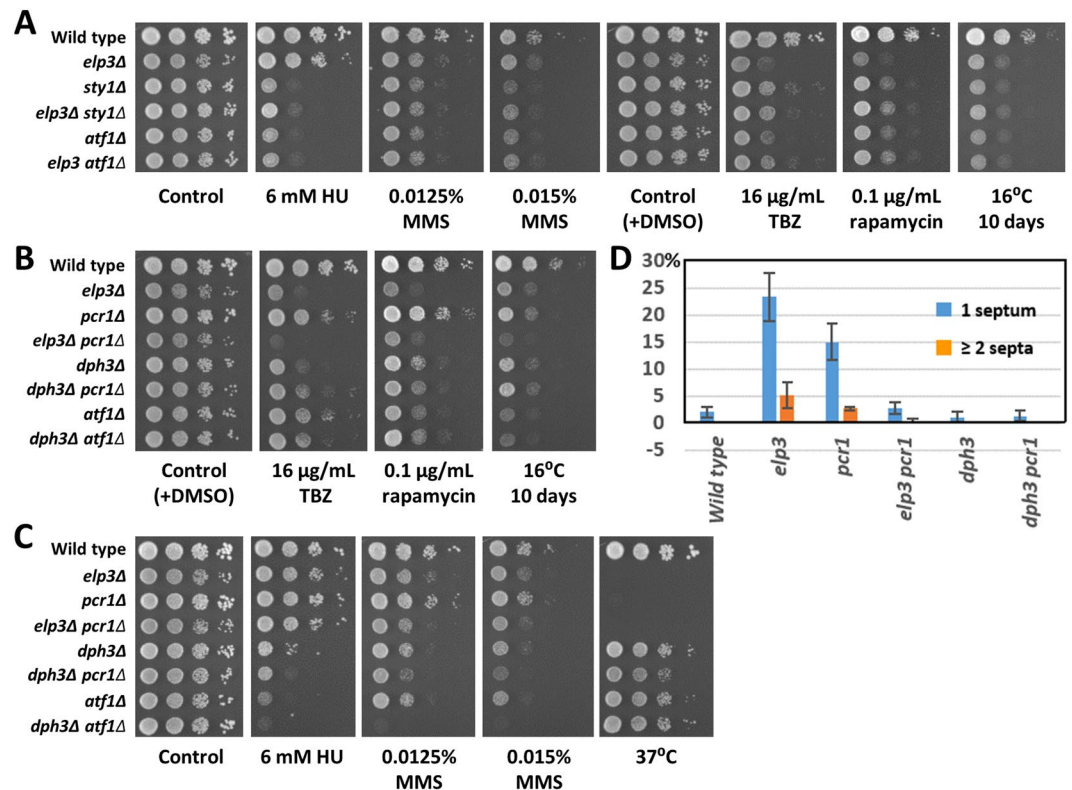 A
Wild type
elp3Δ
sty1Δ
elp3Δ sty1Δ
atf1Δ
elp3 atf1Δ
Control
6 mM HU
0.0125%
MMS
0.015%
MMS
Control
(+DMSO)
16 µg/mL
TBZ
0.1 µg/mL
rapamycin
16⁰C
10 days
B
Wild type
elp3Δ
pcr1Δ
elp3Δ pcr1Δ
dph3Δ
dph3Δ pcr1Δ
atf1Δ
dph3Δ atf1Δ
Control
(+DMSO)
16 µg/mL
TBZ
0.1 µg/mL
rapamycin
16⁰C
10 days
D
30%
25
20
15
10
5
0
-5
1 septum
≥ 2 septa
Wild type
elp3
pcr1
elp3 pcr1
dph3
dph3 pcr1
C
Wild type
elp3Δ
pcr1Δ
elp3Δ pcr1Δ
dph3Δ
dph3Δ pcr1Δ
atf1Δ
dph3Δ atf1Δ
Control
6 mM HU
0.0125%
MMS
0.015%
MMS
37⁰C